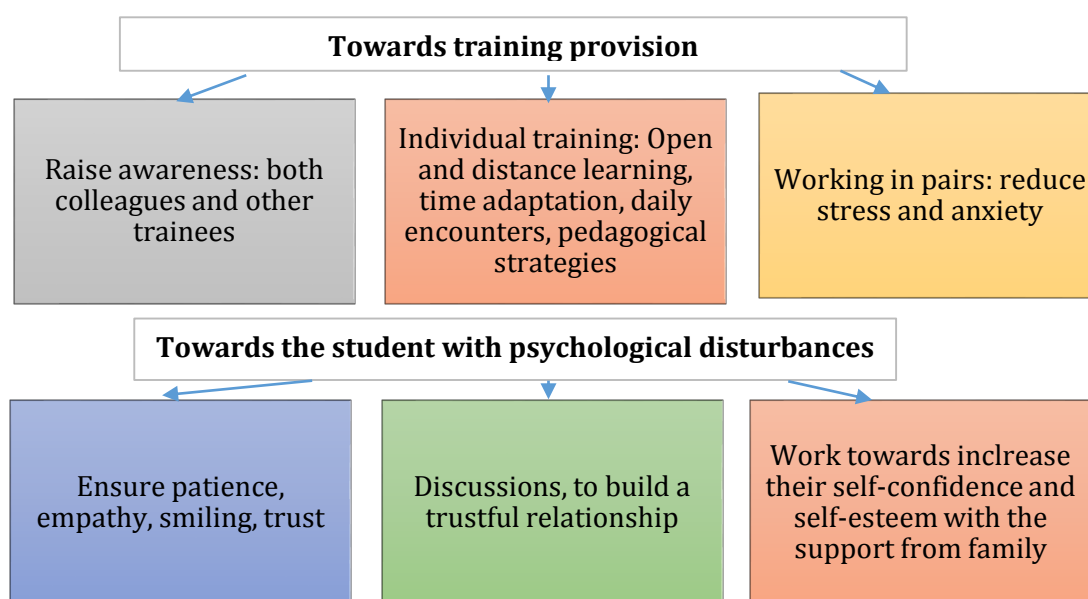 Towards training provision
Raise awareness: both
colleagues and other
trainees
Individual training: Open
and distance learning,
time adaptation, daily
encounters, pedagogical
strategies
Working in pairs: reduce
stress and anxiety
Towards the student with psychological disturbances
Ensure patience,
empathy, smiling, trust
Discussions, to build a
trustful relationship
Work towards inclrease
their self-confidence and
self-esteem with the
support from family